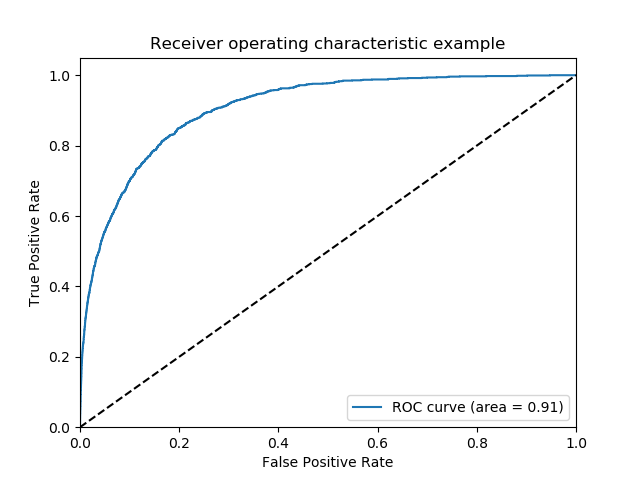 Receiver operating characteristic example
1.0
0.8
0.6
0.4
0.2
0.0
True Positive Rate
ROC curve (area = 0.91)
0.0 0.2 0.4 0.6 0.8 1.0
False Positive Rate